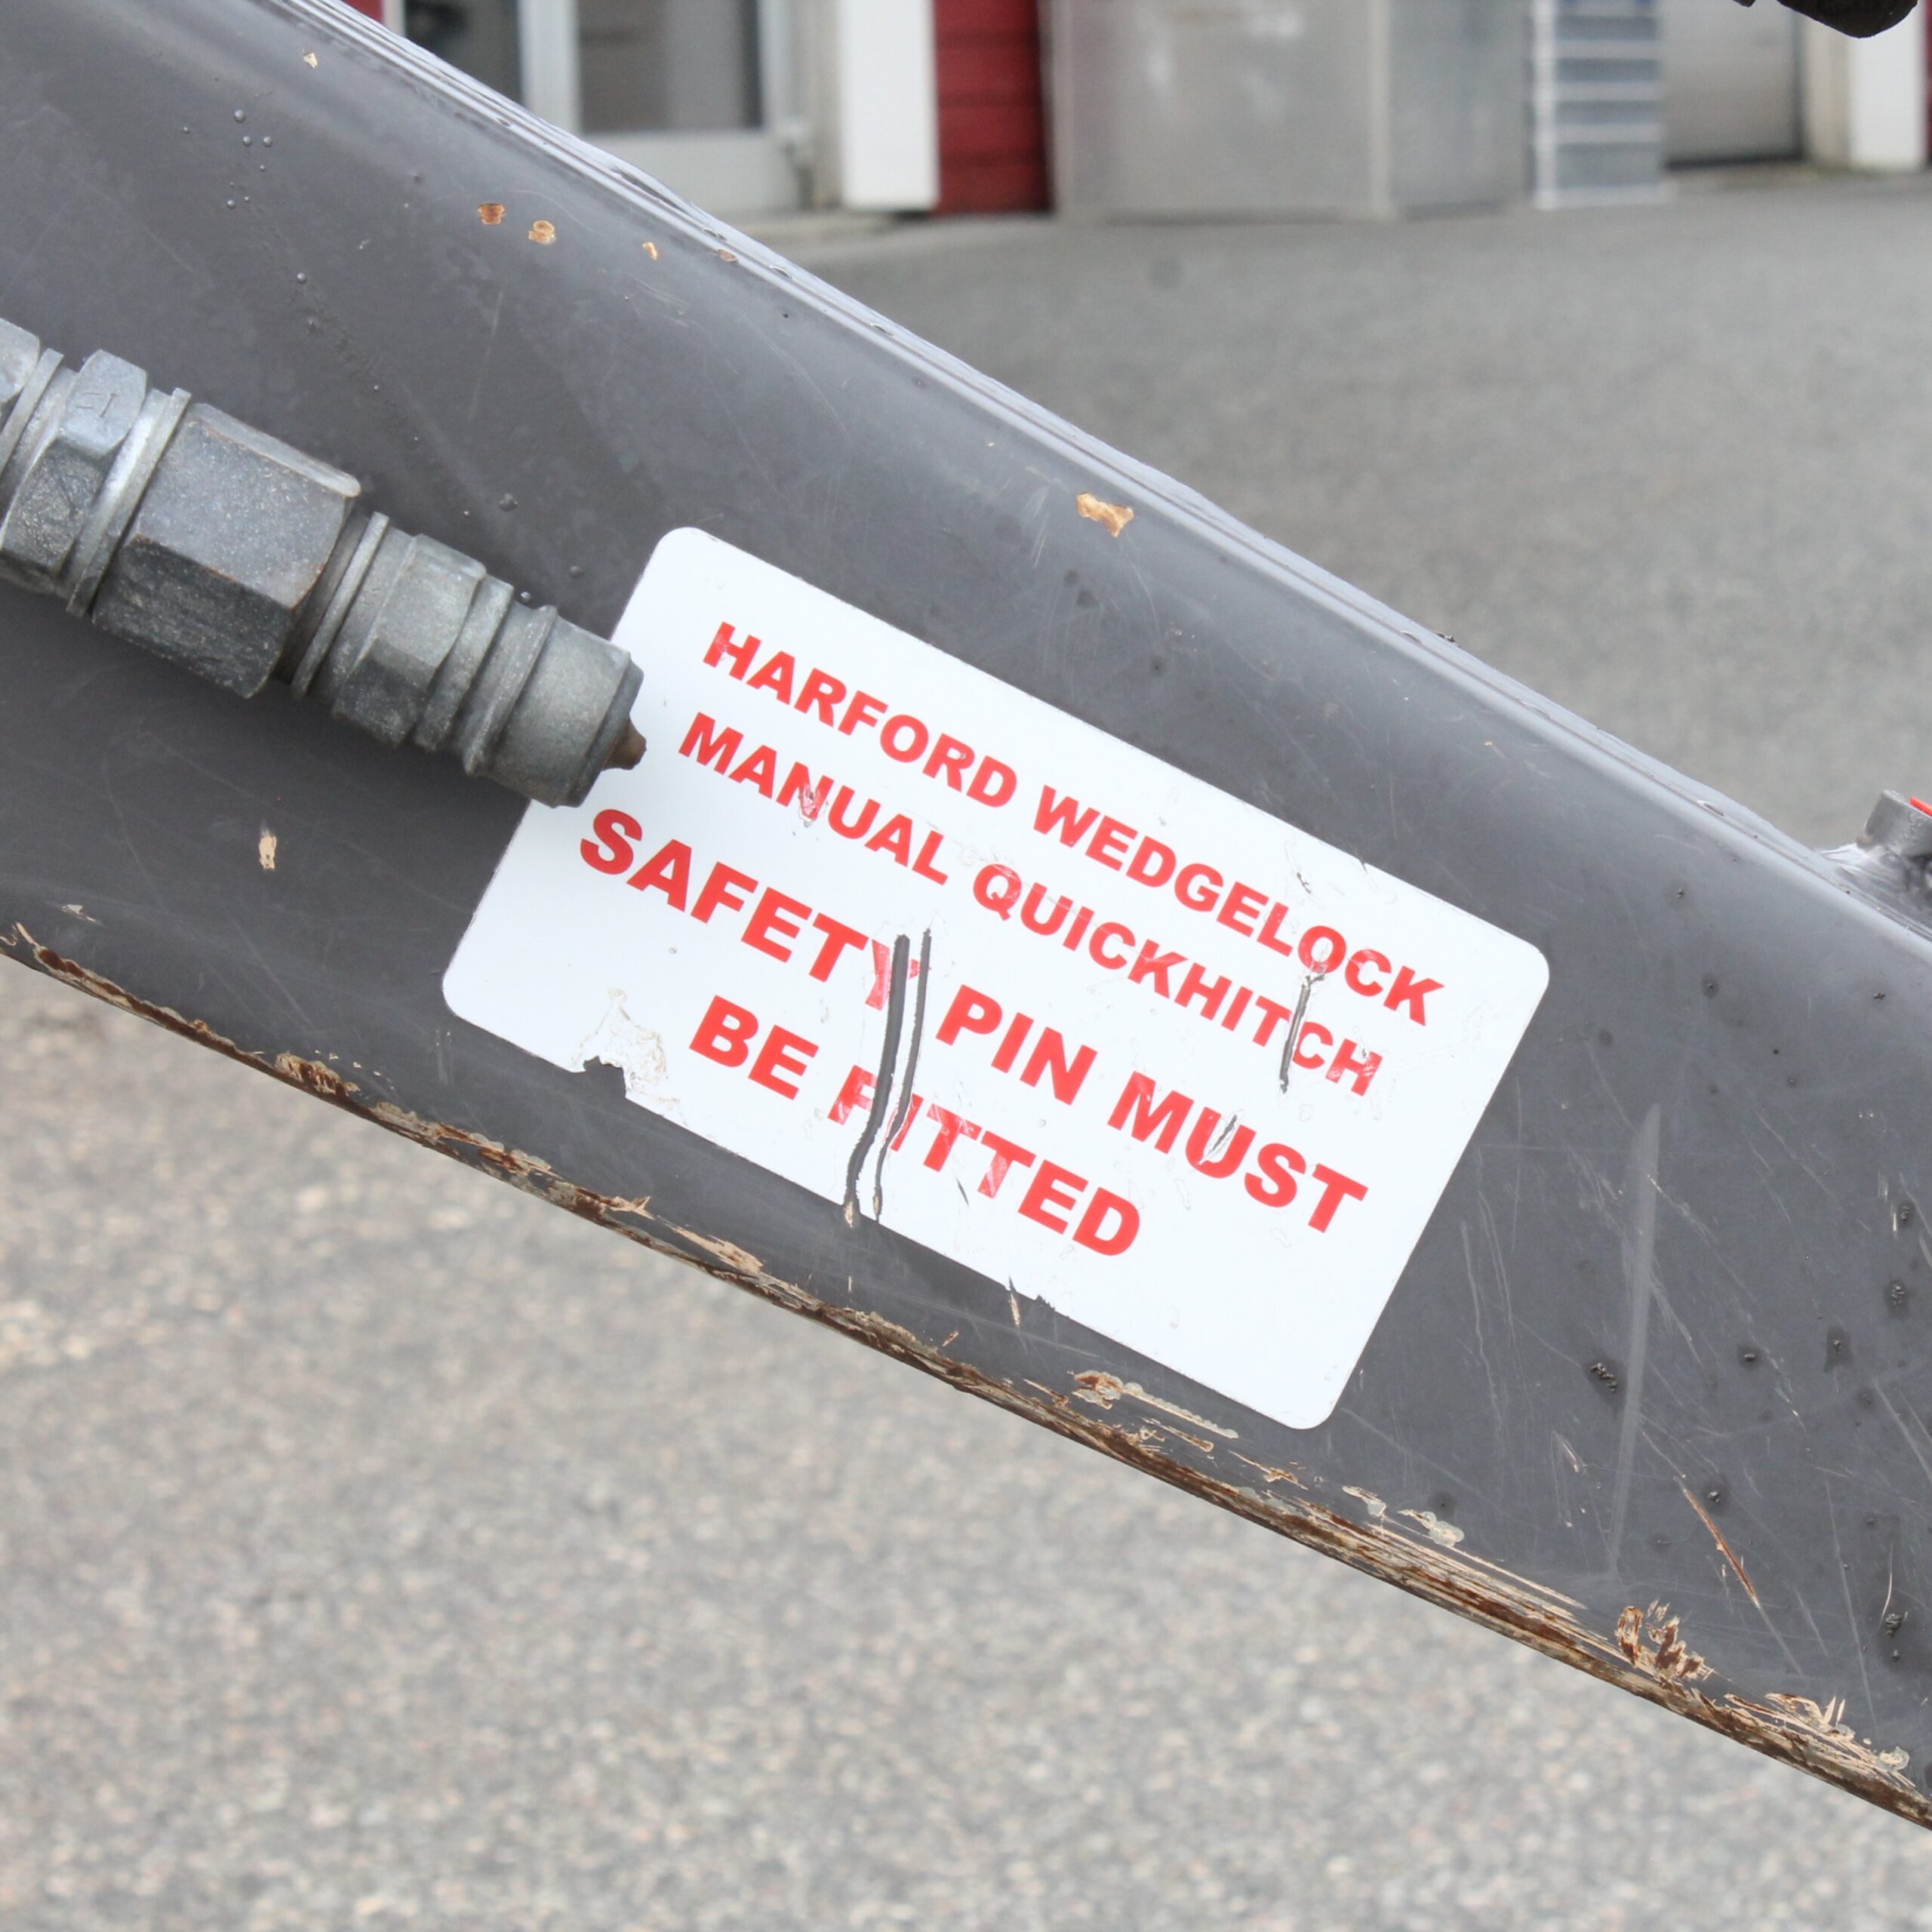 HARFORD WEDGELOCK
MANUAL QUICKHITCH
SAFETY PIN MUST
BE FITTED